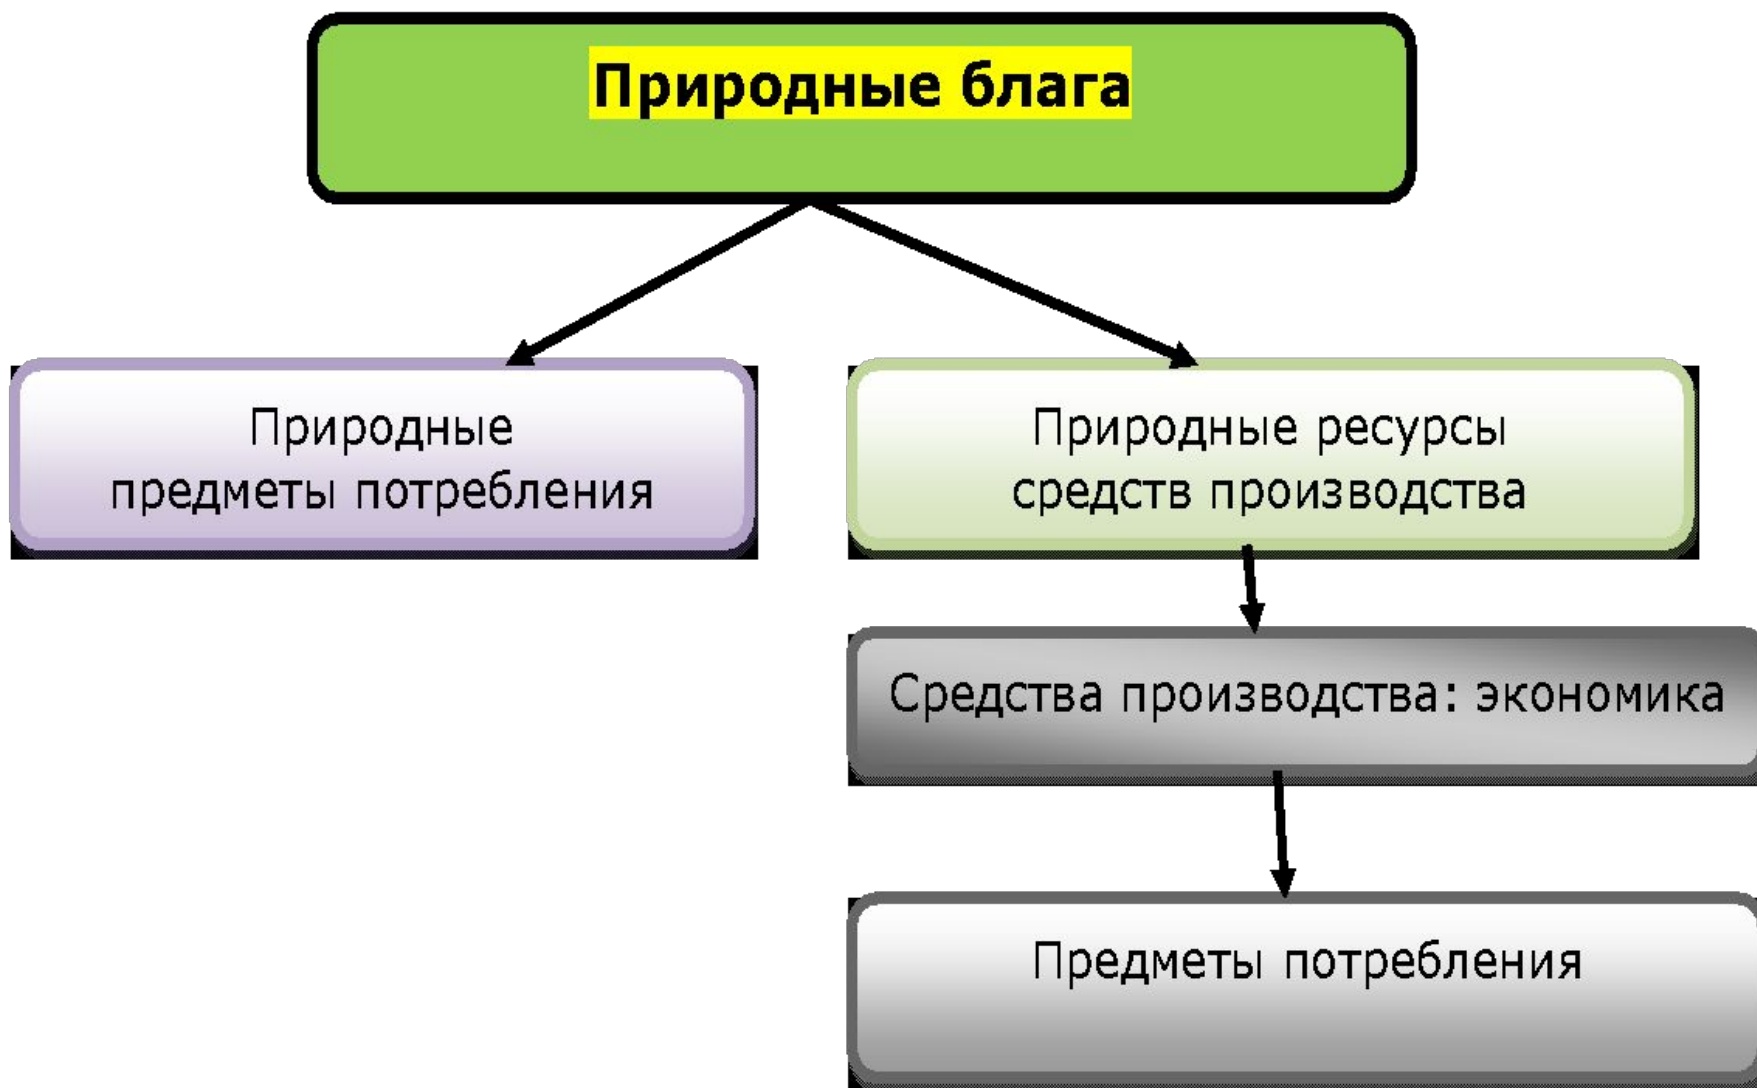 Природные блага
Природные
предметы потребления
Природные ресурсы
средств производства
Средства производства: экономика
Предметы потребления